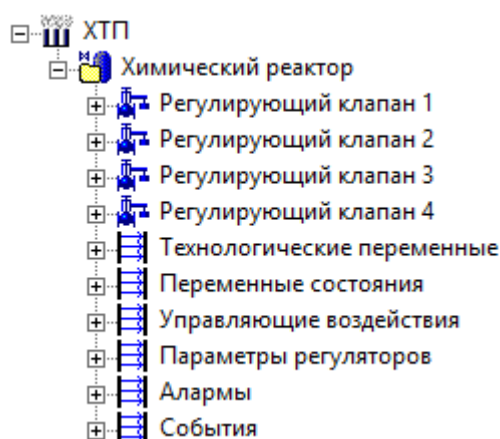 ХТП
Химический реактор
Регулирующий клапан 1
Регулирующий клапан 2
Регулирующий клапан 3
Регулирующий клапан 4
Технологические переменные
Переменные состояния
Управляющие воздействия
Параметры регуляторов
Алармы
События